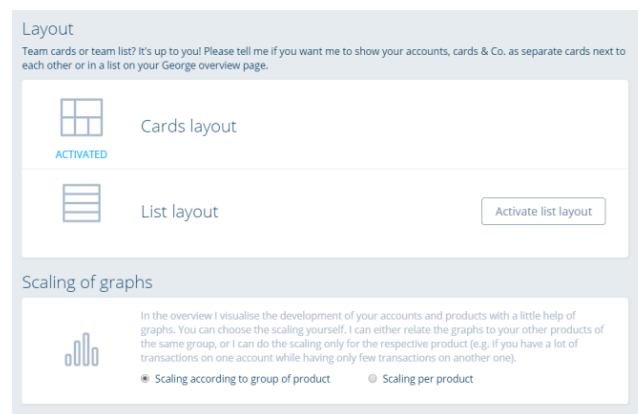 Layout
Team cards or team list? It's up to you! Please tell me if you want me to show your accounts, cards & Co. as separate cards next to
each other or in a list on your George overview page.
Cards layout
ACTIVATED
List layout
Activate list layout
Scaling of graphs
In the overview I visualise the development of your accounts and products with a little help of
graphs. You can choose the scaling yourself. I can either relate the graphs to your other products of
the same group, or I can do the scaling only for the respective product (e.g. if you have a lot of
transactions on one account while having only few transactions on another one).
Scaling according to group of product
Scaling per product